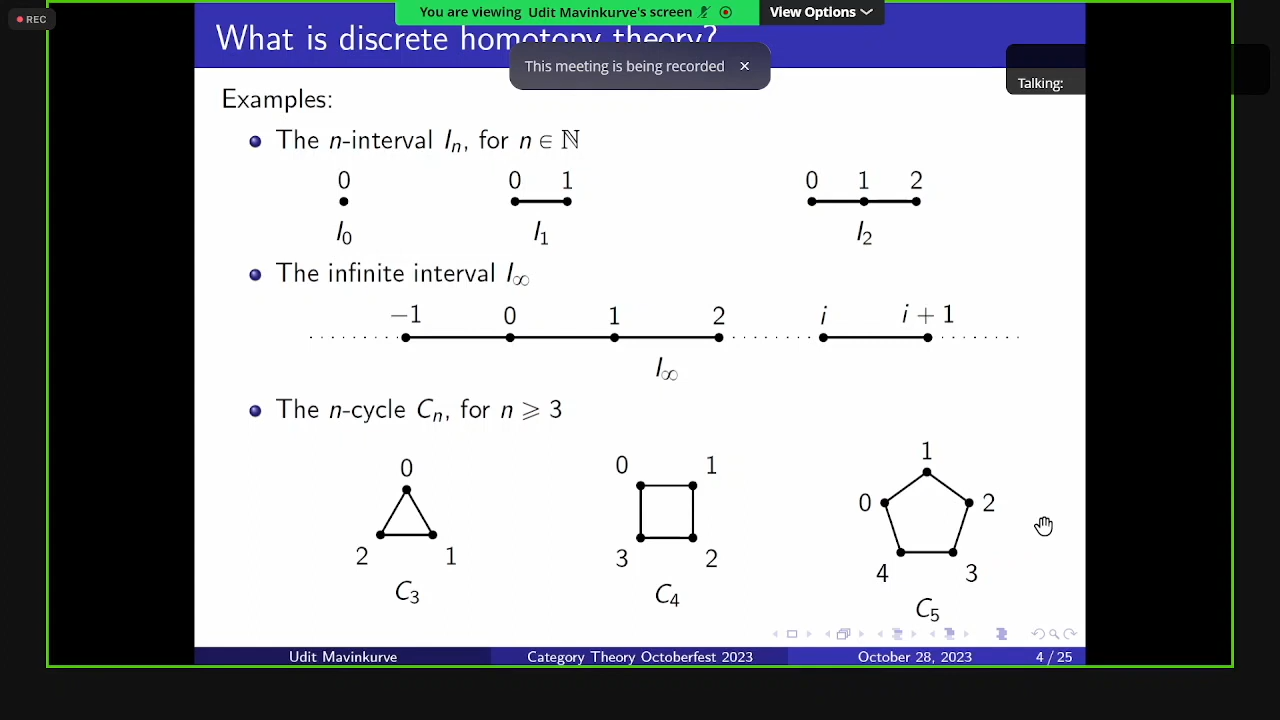 REC
You are viewing Udit Mavinkurve's screen
View Options
What is discrete homotopy theory?
This meeting is being recorded ×
Talking:
Examples:
The n-interval Iₙ, for n ∈ ℕ
0 0 1 0 1 2
I₀ I₁ I₂
The infinite interval I∞
−1 0 1 2 i i + 1
I∞
The n-cycle Cₙ, for n ⩾ 3
0 0 1 1
0 2
2 1 3 2 4 3
C₃ C₄ C₅
Udit Mavinkurve Category Theory Octoberfest 2023 October 28, 2023 4 / 25